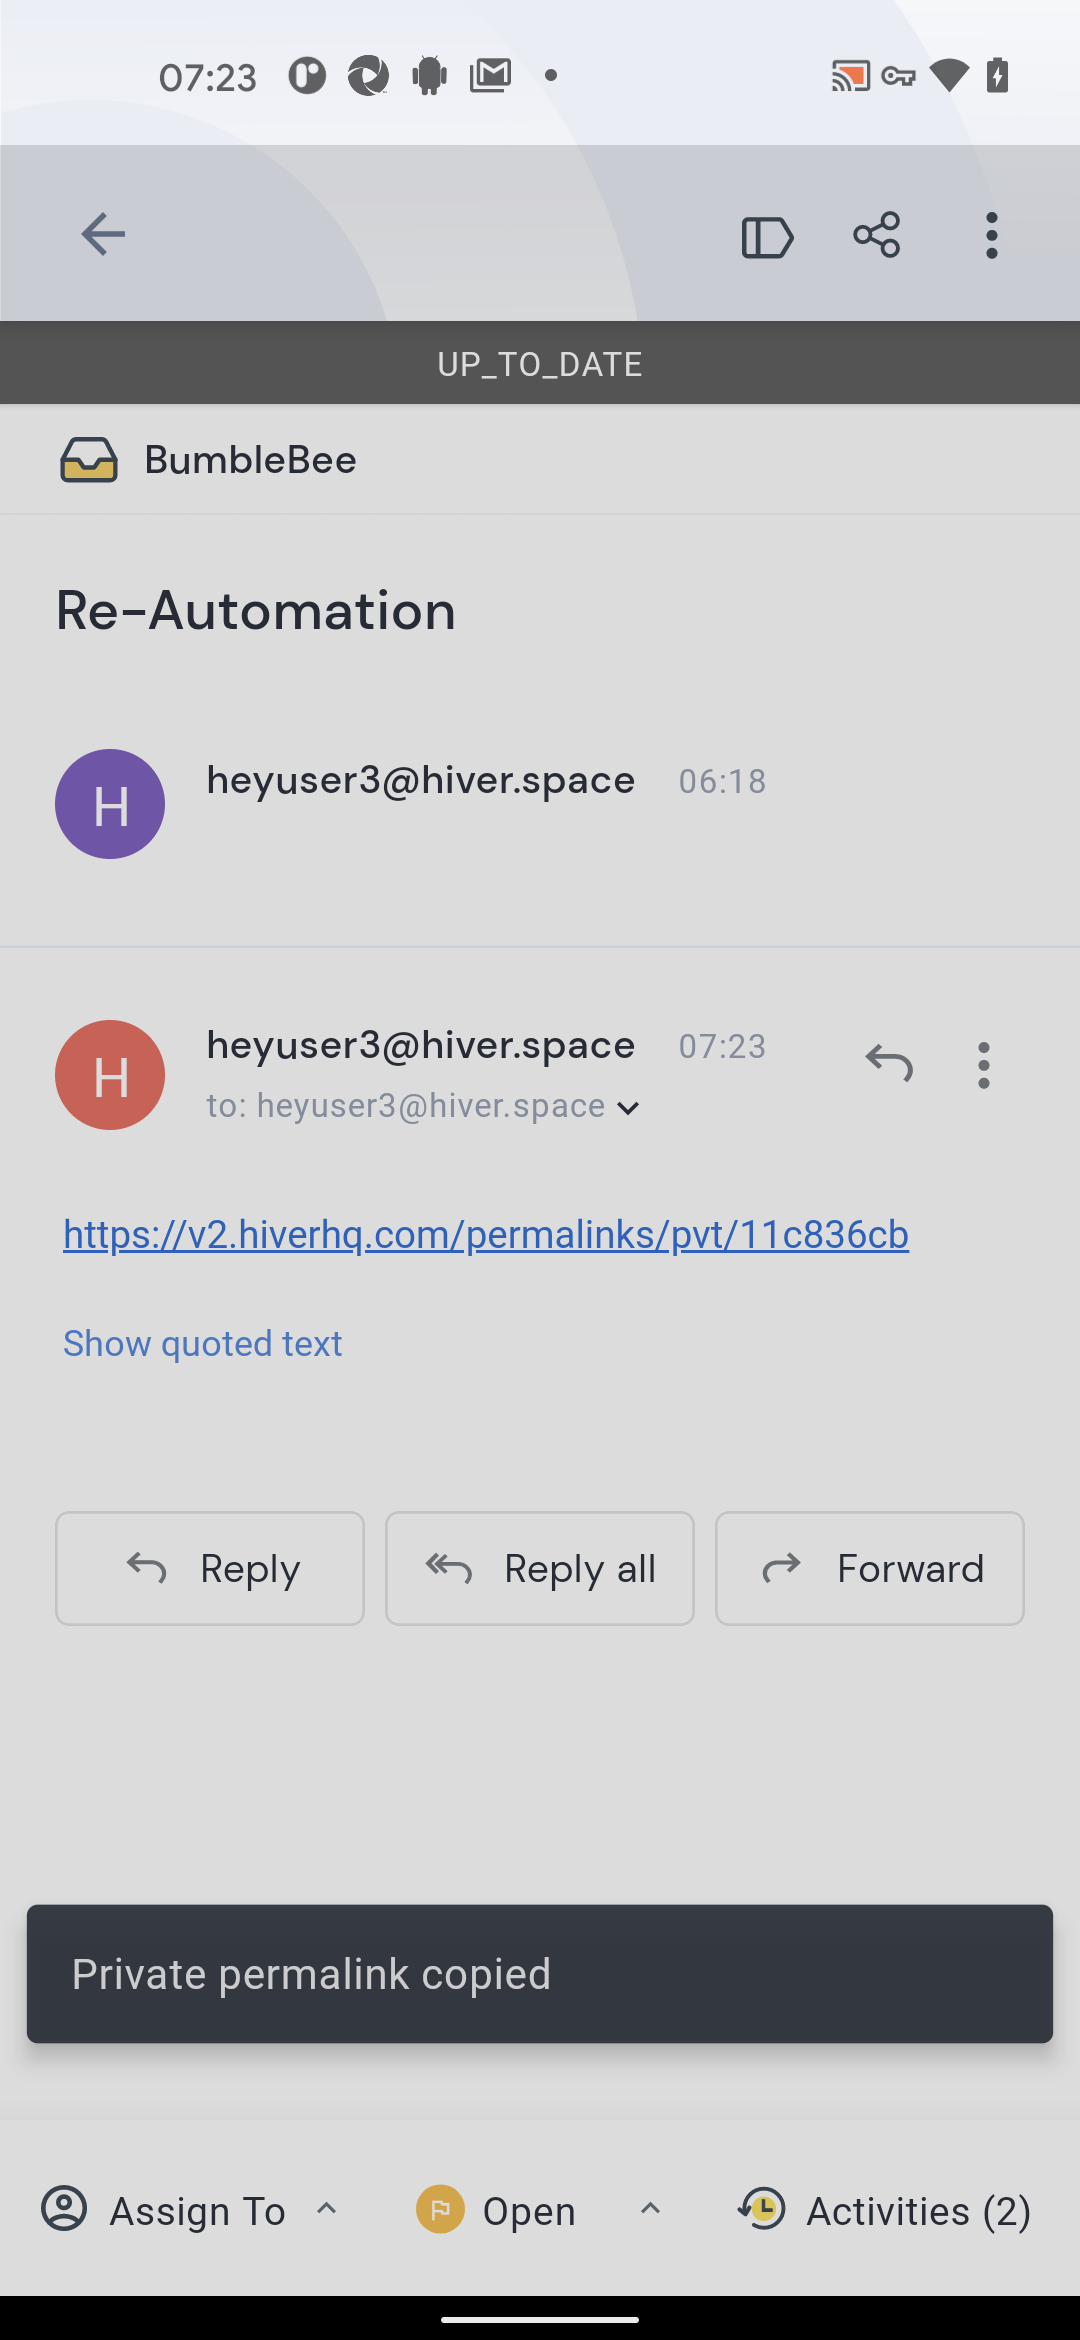 07:23
UP_TO_DATE
BumbleBee
Re-Automation
H heyuser3@hiver.space 06:18
H heyuser3@hiver.space 07:23
to: heyuser3@hiver.space
https://v2.hiverhq.com/permalinks/pvt/11c836cb
Show quoted text
Reply Reply all Forward
Private permalink copied
Assign To Open Activities (2)